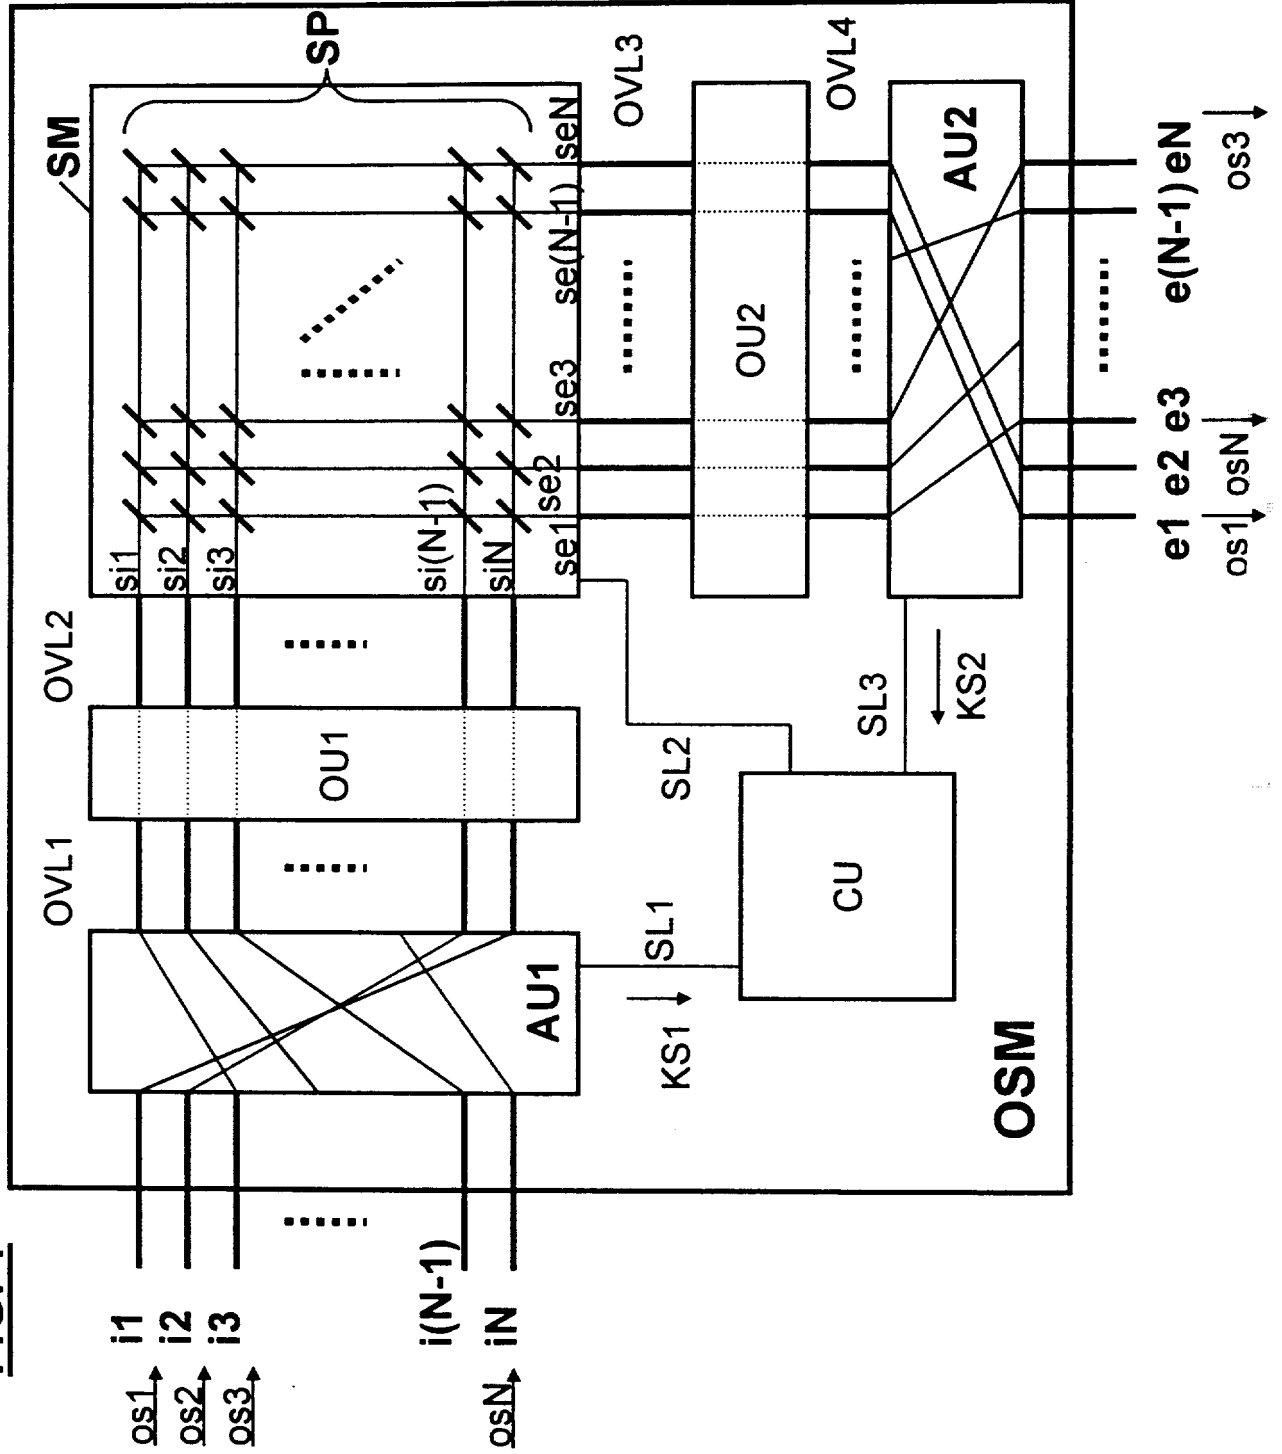 SM
SP
OVL2
OVL1
si1
si2
si3
si(N-1)
siN
se1
se2
se3
se(N-1)
seN
OU1
AU1
OVL3
OU2
OVL4
AU2
SL1
KS1
SL2
SL3
KS2
CU
OSM
i1
i2
i3
i(N-1)
iN
os1
os2
os3
osN
e1 e2 e3 e(N-1) eN
os1 osN os3